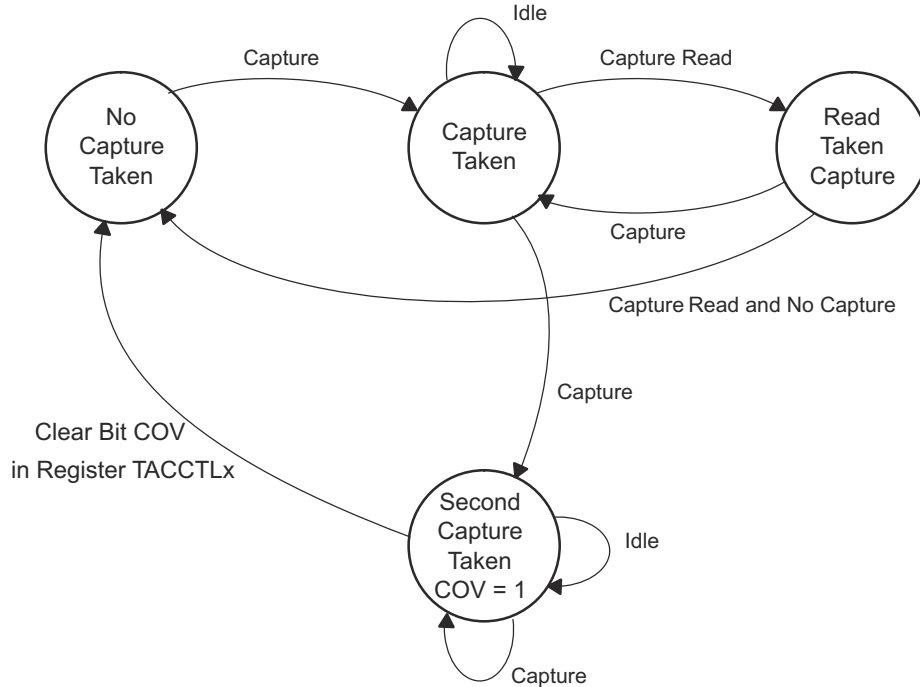 Idle
Capture
Capture Read
No
Capture
Taken
Capture
Taken
Read
Taken
Capture
Capture
Capture Read and No Capture
Capture
Clear Bit COV
in Register TACCTLx
Second
Capture
Taken
COV = 1
Idle
Capture